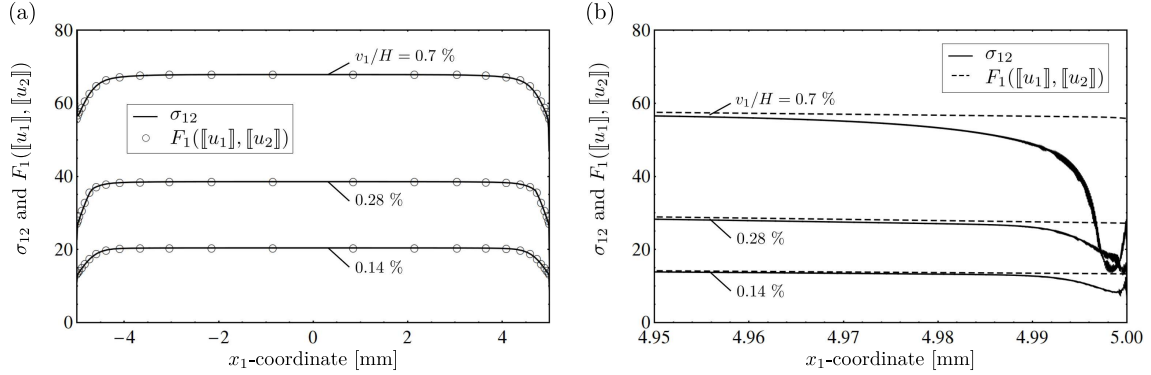 (a)
σ12 and F1(⟦u1⟧, ⟦u2⟧)
80
60
40
20
0
v1/H = 0.7 %
σ12
F1(⟦u1⟧, ⟦u2⟧)
0.28 %
0.14 %
−4 −2 0 2 4
x1-coordinate [mm]
(b)
σ12 and F1(⟦u1⟧, ⟦u2⟧)
80
60
40
20
0
σ12
F1(⟦u1⟧, ⟦u2⟧)
v1/H = 0.7 %
0.28 %
0.14 %
4.95 4.96 4.97 4.98 4.99 5.00
x1-coordinate [mm]